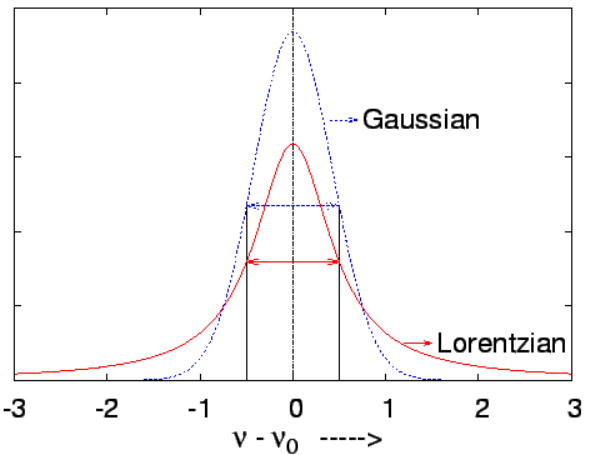 Gaussian
Lorentzian
-3 -2 -1 0 1 2 3
ν - ν0 ----->